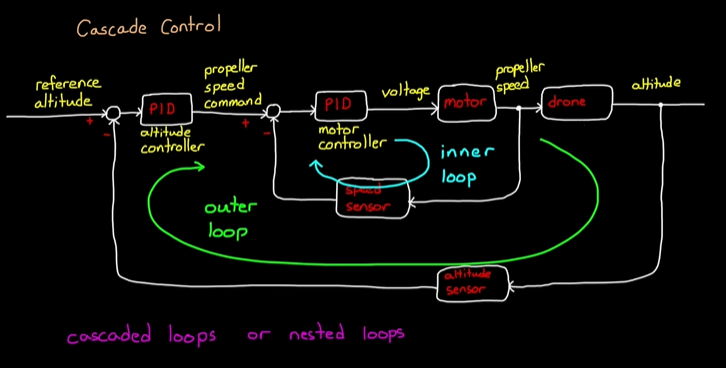 Cascade Control
reference
altitude
+
-
PID
altitude
controller
propeller
speed
command
+
-
PID
motor
controller
voltage
motor
propeller
speed
drone
altitude
inner
loop
speed
sensor
outer
loop
altitude
sensor
cascaded loops or nested loops